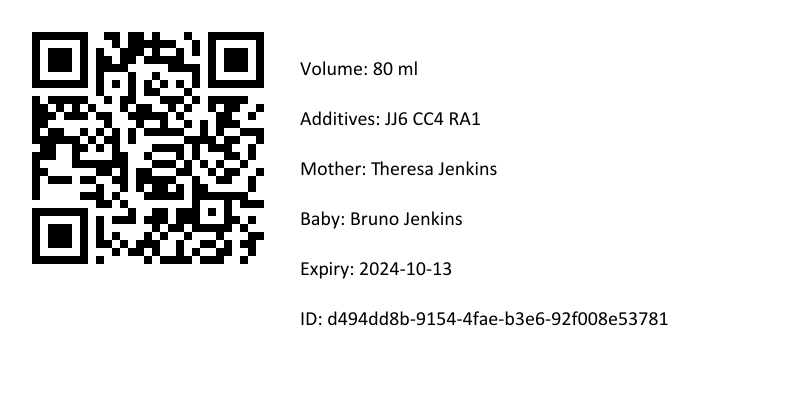 Volume: 80 ml
Additives: JJ6 CC4 RA1
Mother: Theresa Jenkins
Baby: Bruno Jenkins
Expiry: 2024-10-13
ID: d494dd8b-9154-4fae-b3e6-92f008e53781